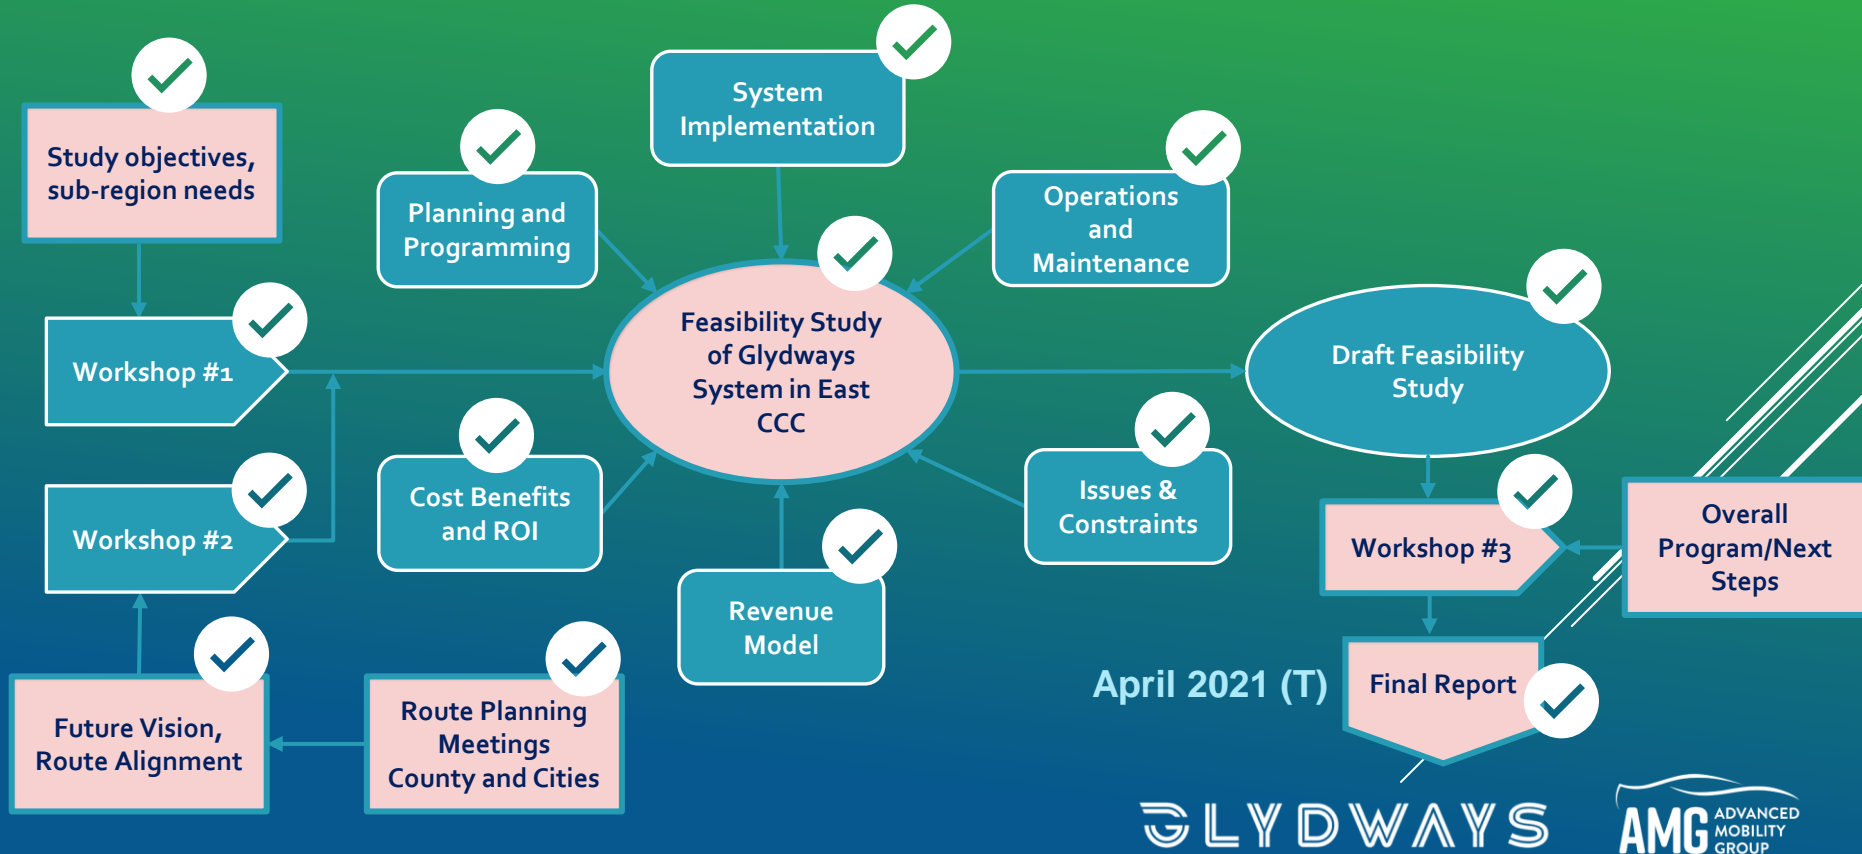 Study objectives,
sub-region needs
Workshop #1
Workshop #2
Future Vision,
Route Alignment
Route Planning
Meetings
County and Cities
Planning and
Programming
System
Implementation
Operations
and
Maintenance
Feasibility Study
of Glydways
System in East
CCC
Cost Benefits
and ROI
Revenue
Model
Issues &
Constraints
Draft Feasibility
Study
Workshop #3
Overall
Program/Next
Steps
April 2021 (T)
Final Report
GLYDWAYS
AMG
ADVANCED
MOBILITY
GROUP